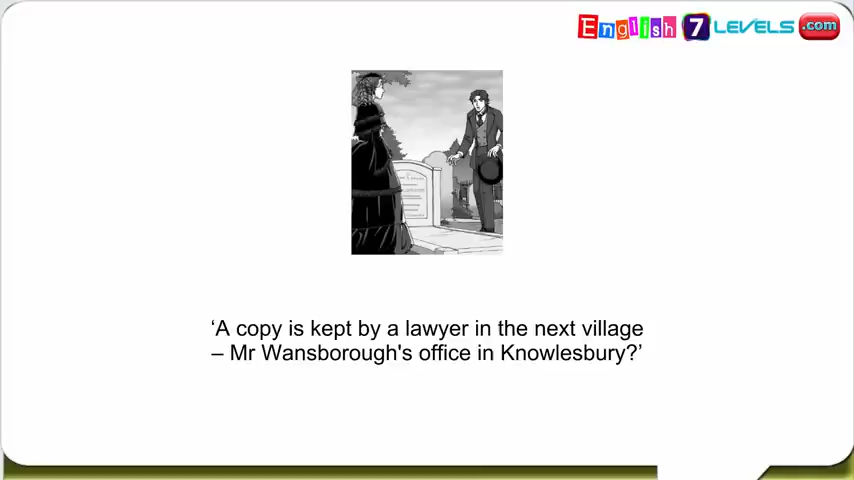 English 7 LEVELS .com
‘A copy is kept by a lawyer in the next village
– Mr Wansborough's office in Knowlesbury?’